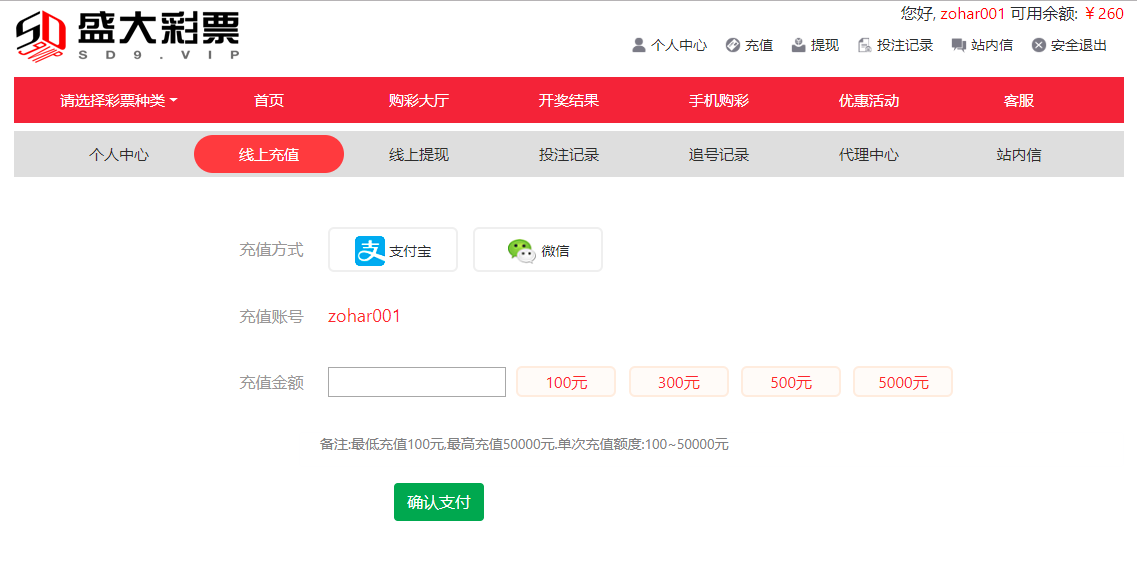 盛大彩票
SD9.VIP
您好, zohar001 可用余额: ￥260
个人中心 充值 提现 投注记录 站内信 安全退出
请选择彩票种类 首页 购彩大厅 开奖结果 手机购彩 优惠活动 客服
个人中心 线上充值 线上提现 投注记录 追号记录 代理中心 站内信
充值方式 支 支付宝 微信
充值账号 zohar001
充值金额 100元 300元 500元 5000元
备注:最低充值100元,最高充值50000元.单次充值额度:100~50000元
确认支付